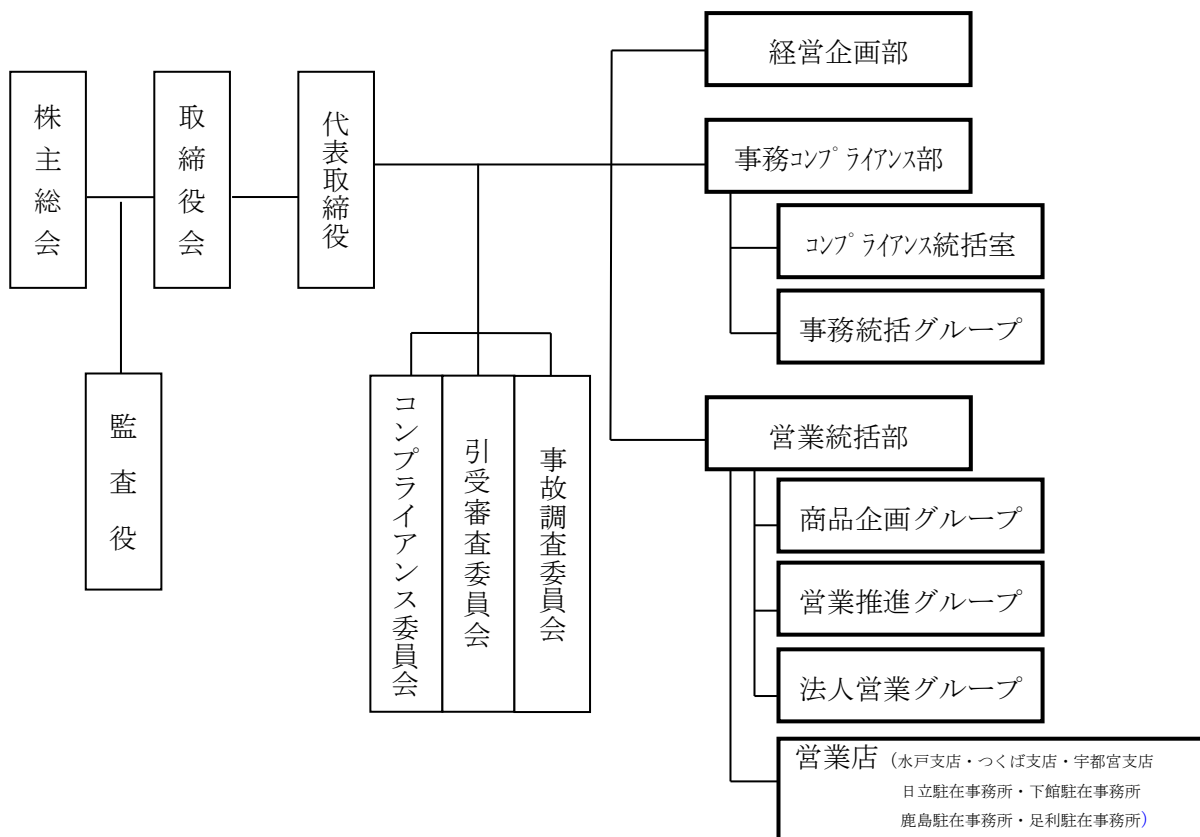 株主総会
取締役会
代表取締役
監査役
コンプライアンス委員会
引受審査委員会
事故調査委員会
経営企画部
事務コンプライアンス部
コンプライアンス統括室
事務統括グループ
営業統括部
商品企画グループ
営業推進グループ
法人営業グループ
営業店（水戸支店・つくば支店・宇都宮支店
日立駐在事務所・下館駐在事務所
鹿島駐在事務所・足利駐在事務所）